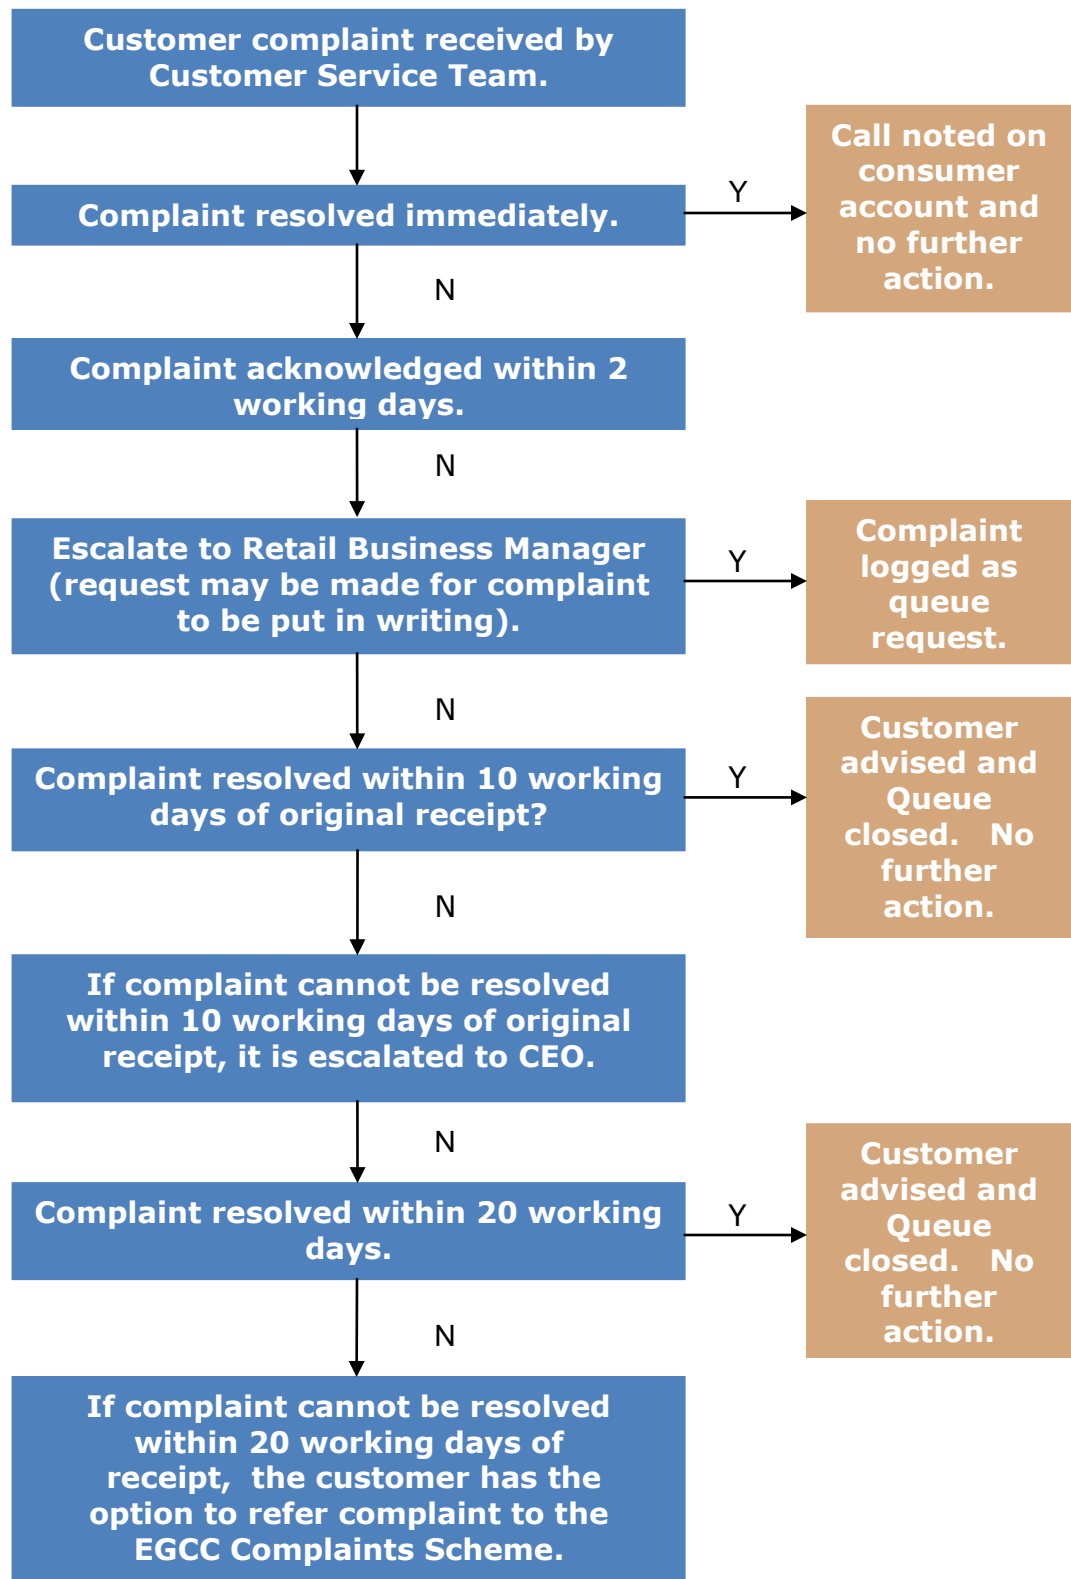 Customer complaint received by
Customer Service Team.
Complaint resolved immediately.
Y
Call noted on
consumer
account and
no further
action.
N
Complaint acknowledged within 2
working days.
N
Escalate to Retail Business Manager
(request may be made for complaint
to be put in writing).
Y
Complaint
logged as
queue
request.
N
Complaint resolved within 10 working
days of original receipt?
Y
Customer
advised and
Queue
closed. No
further
action.
N
If complaint cannot be resolved
within 10 working days of original
receipt, it is escalated to CEO.
N
Complaint resolved within 20 working
days.
Y
Customer
advised and
Queue
closed. No
further
action.
N
If complaint cannot be resolved
within 20 working days of
receipt, the customer has the
option to refer complaint to the
EGCC Complaints Scheme.